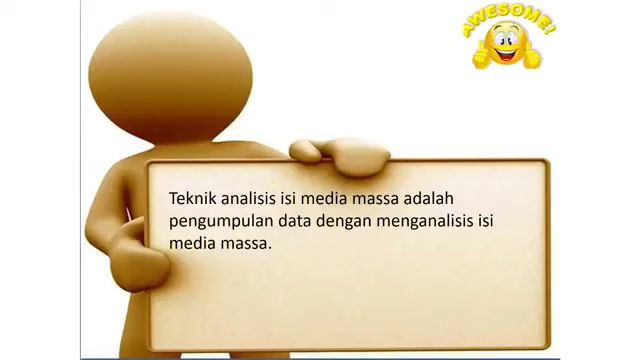 AWESOME!
Teknik analisis isi media massa adalah
pengumpulan data dengan menganalisis isi
media massa.